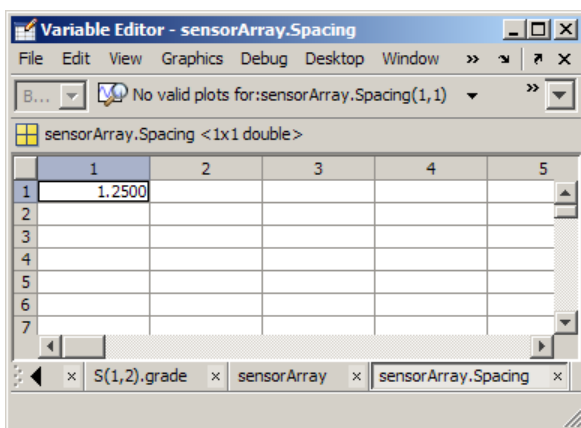 Variable Editor - sensorArray.Spacing
File Edit View Graphics Debug Desktop Window »
B... No valid plots for:sensorArray.Spacing(1,1) »
sensorArray.Spacing <1x1 double>
1 2 3 4 5
1 1.2500
2
3
4
5
6
7
S(1,2).grade sensorArray sensorArray.Spacing